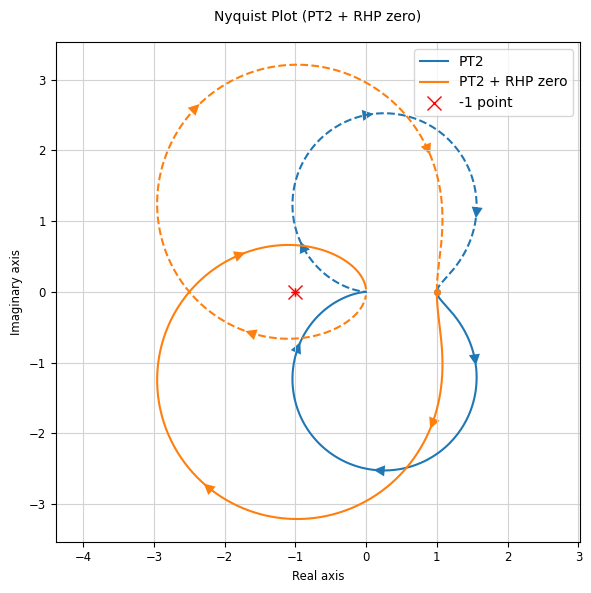 Nyquist Plot (PT2 + RHP zero)
PT2
PT2 + RHP zero
-1 point
Imaginary axis
3
2
1
0
−1
−2
−3
−4 −3 −2 −1 0 1 2 3
Real axis